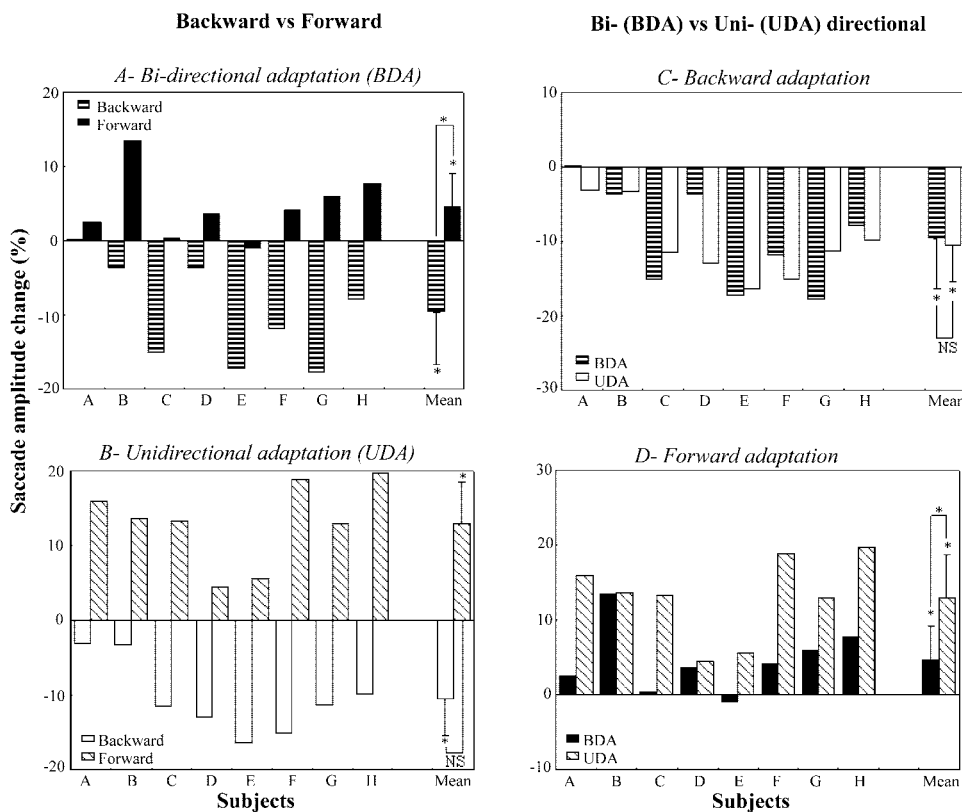 Backward vs Forward
Bi- (BDA) vs Uni- (UDA) directional
Saccade amplitude change (%)
A- Bi-directional adaptation (BDA)
20
10
0
-10
-20
Backward
Forward
*
*
*
A B C D E F G H Mean
B- Unidirectional adaptation (UDA)
20
10
0
-10
-20
Backward
Forward
*
*
NS
A B C D E F G H Mean
Subjects
C- Backward adaptation
10
0
-10
-20
-30
BDA
UDA
*
*
NS
A B C D E F G H Mean
D- Forward adaptation
30
20
10
0
-10
BDA
UDA
*
*
*
A B C D E F G H Mean
Subjects